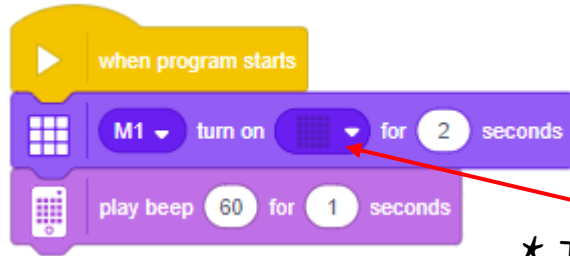 when program starts
M1 turn on for 2 seconds
play beep 60 for 1 seconds